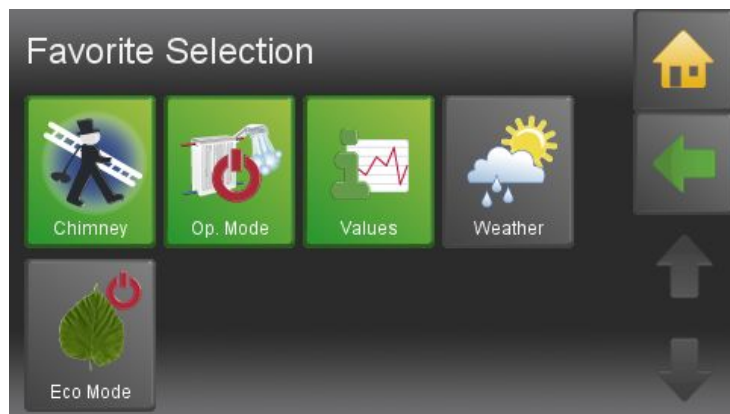 Favorite Selection
Chimney
Op. Mode
Values
Weather
Eco Mode